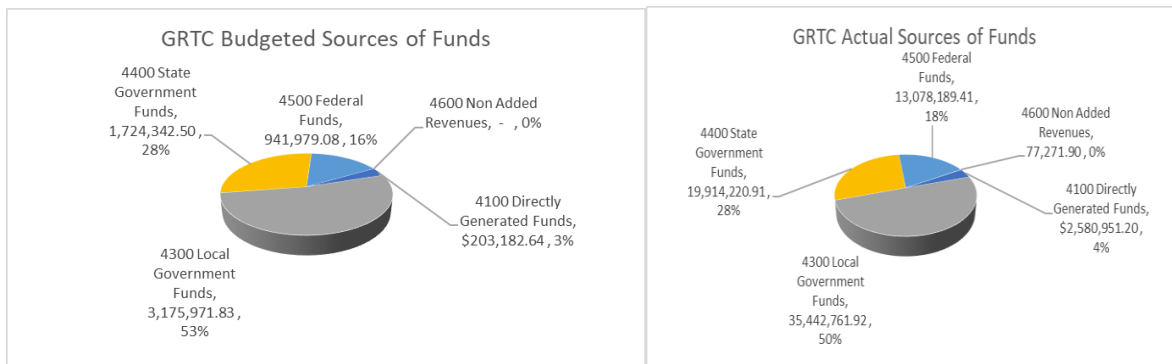 GRTC Budgeted Sources of Funds
4400 State
Government
Funds,
1,724,342.50 ,
28%
4500 Federal
Funds,
941,979.08 , 16%
4600 Non Added
Revenues,  -  , 0%
4100 Directly
Generated Funds,
$203,182.64 , 3%
4300 Local
Government
Funds,
3,175,971.83 ,
53%
GRTC Actual Sources of Funds
4500 Federal
Funds,
13,078,189.41,
18%
4600 Non Added
Revenues,
77,271.90, 0%
4400 State
Government
Funds,
19,914,220.91,
28%
4100 Directly
Generated Funds,
$2,580,951.20,
4%
4300 Local
Government
Funds,
35,442,761.92,
50%